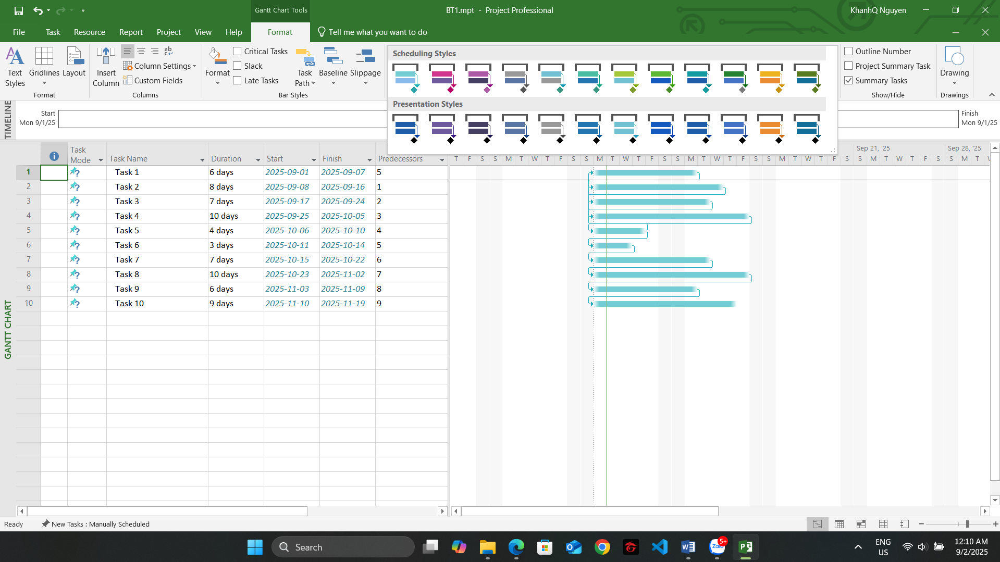 Gantt Chart Tools
BT1.mpt - Project Professional
KhanhQ Nguyen
File Task Resource Report Project View Help Format Tell me what you want to do
Text Styles
Gridlines
Layout
Format
Insert Column
Column Settings
Custom Fields
Columns
Format
Critical Tasks
Slack
Late Tasks
Task Path
Baseline
Slippage
Bar Styles
Scheduling Styles
Presentation Styles
Outline Number
Project Summary Task
Summary Tasks
Show/Hide
Drawing
Drawings
TIMELINE
Start
Mon 9/1/25
Finish
Mon 9/1/25
Task Mode Task Name Duration Start Finish Predecessors
Sep 21, '25 Sep 28, '25
T F S S M T W T F S S M T W T F S S M T W T F S S M T W T F S S M T W T F S S M T
1 Task 1 6 days 2025-09-01 2025-09-07 5
2 Task 2 8 days 2025-09-08 2025-09-16 1
3 Task 3 7 days 2025-09-17 2025-09-24 2
4 Task 4 10 days 2025-09-25 2025-10-05 3
5 Task 5 4 days 2025-10-06 2025-10-10 4
6 Task 6 3 days 2025-10-11 2025-10-14 5
7 Task 7 7 days 2025-10-15 2025-10-22 6
8 Task 8 10 days 2025-10-23 2025-11-02 7
9 Task 9 6 days 2025-11-03 2025-11-09 8
10 Task 10 9 days 2025-11-10 2025-11-19 9
GANTT CHART
Ready New Tasks : Manually Scheduled
Search
Zalo
5+
ENG
US
12:10 AM
9/2/2025